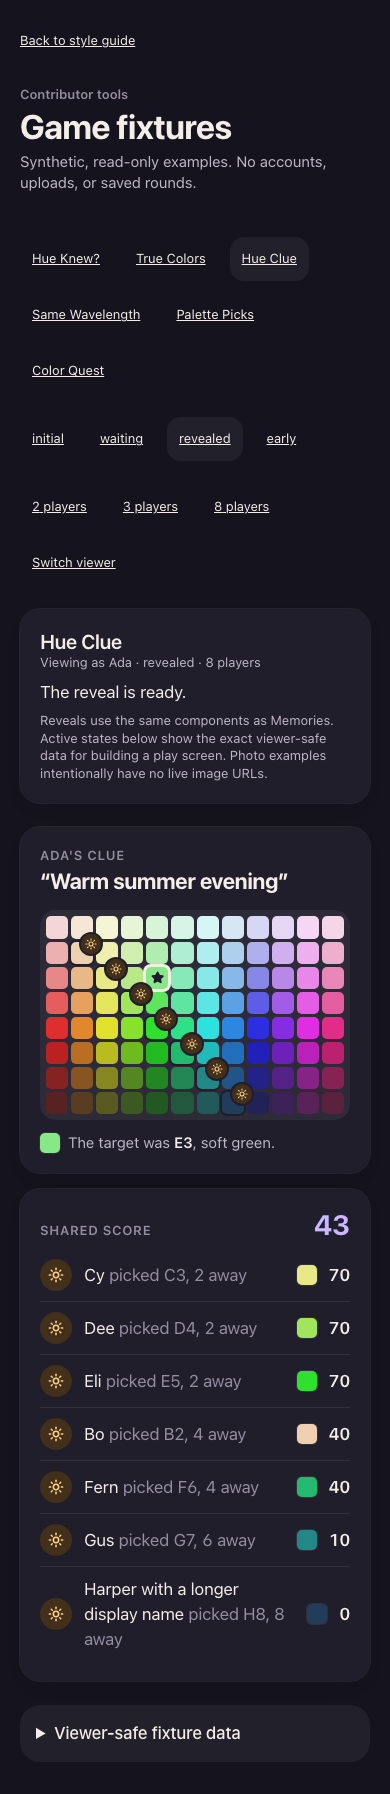 Back to style guide
Contributor tools
Game fixtures
Synthetic, read-only examples. No accounts,
uploads, or saved rounds.
Hue Knew? True Colors Hue Clue
Same Wavelength Palette Picks
Color Quest
initial waiting revealed early
2 players 3 players 8 players
Switch viewer
Hue Clue
Viewing as Ada · revealed · 8 players
The reveal is ready.
Reveals use the same components as Memories.
Active states below show the exact viewer-safe
data for building a play screen. Photo examples
intentionally have no live image URLs.
ADA'S CLUE
“Warm summer evening”
The target was E3, soft green.
SHARED SCORE 43
Cy picked C3, 2 away 70
Dee picked D4, 2 away 70
Eli picked E5, 2 away 70
Bo picked B2, 4 away 40
Fern picked F6, 4 away 40
Gus picked G7, 6 away 10
Harper with a longer
display name picked H8, 8 0
away
Viewer-safe fixture data